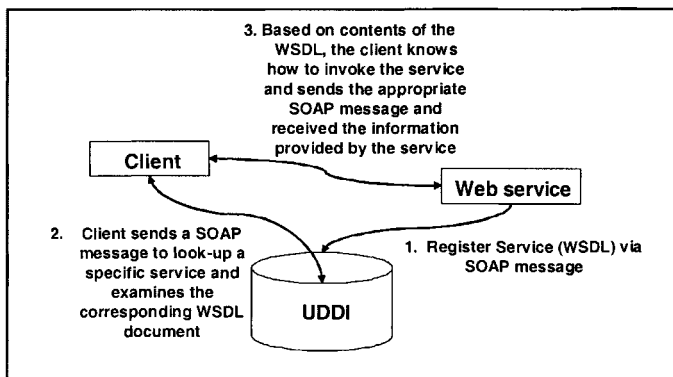 3. Based on contents of the
WSDL, the client knows
how to invoke the service
and sends the appropriate
SOAP message and
received the information
provided by the service
Client
Web service
2. Client sends a SOAP
message to look-up a
specific service and
examines the
corresponding WSDL
document
1. Register Service (WSDL) via
SOAP message
UDDI